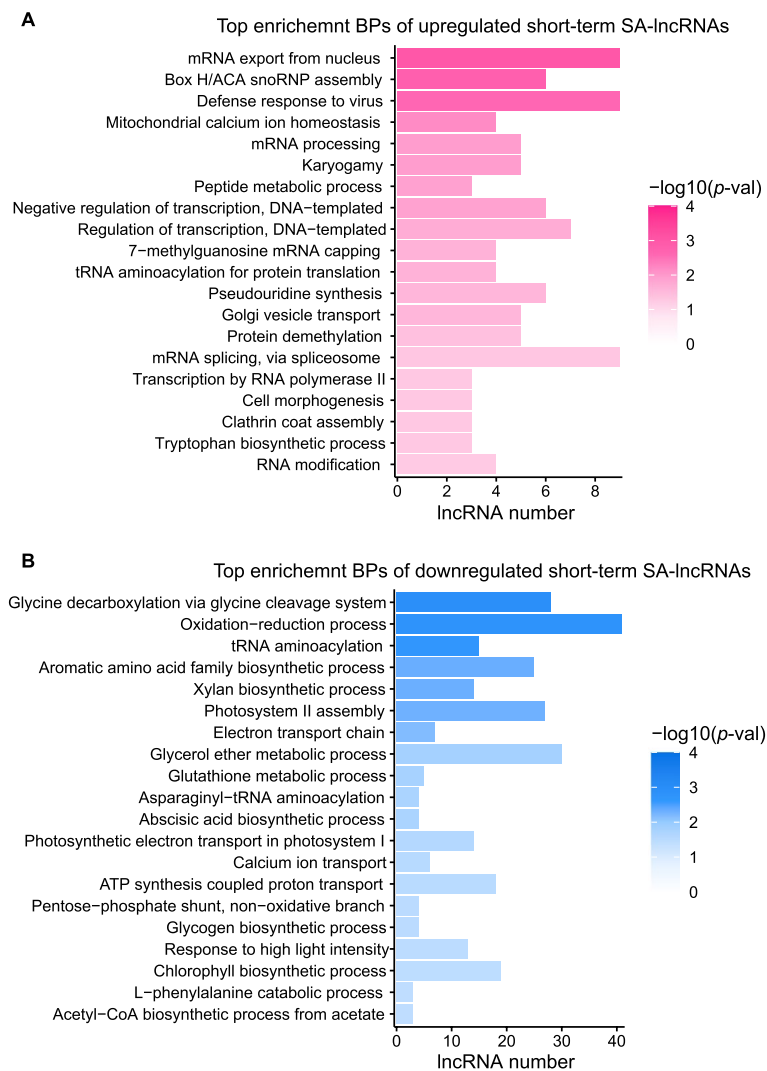 A
Top enrichemnt BPs of upregulated short-term SA-lncRNAs
mRNA export from nucleus
Box H/ACA snoRNP assembly
Defense response to virus
Mitochondrial calcium ion homeostasis
mRNA processing
Karyogamy
Peptide metabolic process
Negative regulation of transcription, DNA−templated
Regulation of transcription, DNA−templated
7−methylguanosine mRNA capping
tRNA aminoacylation for protein translation
Pseudouridine synthesis
Golgi vesicle transport
Protein demethylation
mRNA splicing, via spliceosome
Transcription by RNA polymerase II
Cell morphogenesis
Clathrin coat assembly
Tryptophan biosynthetic process
RNA modification
0 2 4 6 8
lncRNA number
−log10(p-val)
4
3
2
1
0
B
Top enrichemnt BPs of downregulated short-term SA-lncRNAs
Glycine decarboxylation via glycine cleavage system
Oxidation−reduction process
tRNA aminoacylation
Aromatic amino acid family biosynthetic process
Xylan biosynthetic process
Photosystem II assembly
Electron transport chain
Glycerol ether metabolic process
Glutathione metabolic process
Asparaginyl−tRNA aminoacylation
Abscisic acid biosynthetic process
Photosynthetic electron transport in photosystem I
Calcium ion transport
ATP synthesis coupled proton transport
Pentose−phosphate shunt, non−oxidative branch
Glycogen biosynthetic process
Response to high light intensity
Chlorophyll biosynthetic process
L−phenylalanine catabolic process
Acetyl−CoA biosynthetic process from acetate
0 10 20 30 40
lncRNA number
−log10(p-val)
4
3
2
1
0